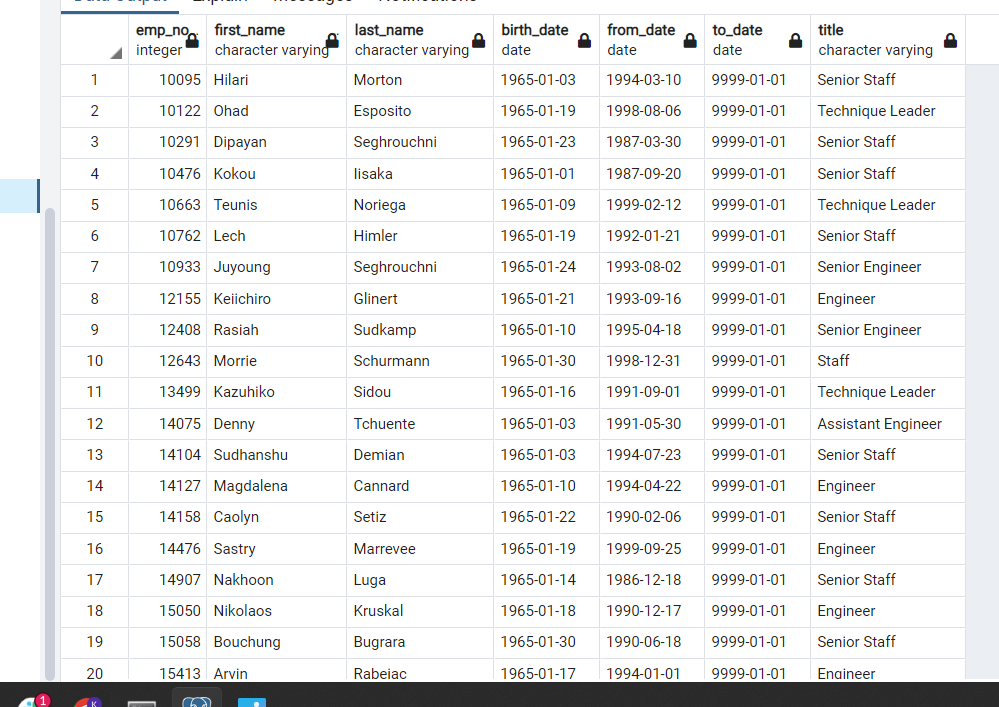 Data Output Explain Messages Notifications
emp_no first_name last_name birth_date from_date to_date title
integer character varying character varying date date date character varying
1 10095 Hilari Morton 1965-01-03 1994-03-10 9999-01-01 Senior Staff
2 10122 Ohad Esposito 1965-01-19 1998-08-06 9999-01-01 Technique Leader
3 10291 Dipayan Seghrouchni 1965-01-23 1987-03-30 9999-01-01 Senior Staff
4 10476 Kokou Iisaka 1965-01-01 1987-09-20 9999-01-01 Senior Staff
5 10663 Teunis Noriega 1965-01-09 1999-02-12 9999-01-01 Technique Leader
6 10762 Lech Himler 1965-01-19 1992-01-21 9999-01-01 Senior Staff
7 10933 Juyoung Seghrouchni 1965-01-24 1993-08-02 9999-01-01 Senior Engineer
8 12155 Keiichiro Glinert 1965-01-21 1993-09-16 9999-01-01 Engineer
9 12408 Rasiah Sudkamp 1965-01-10 1995-04-18 9999-01-01 Senior Engineer
10 12643 Morrie Schurmann 1965-01-30 1998-12-31 9999-01-01 Staff
11 13499 Kazuhiko Sidou 1965-01-16 1991-09-01 9999-01-01 Technique Leader
12 14075 Denny Tchuente 1965-01-03 1991-05-30 9999-01-01 Assistant Engineer
13 14104 Sudhanshu Demian 1965-01-03 1994-07-23 9999-01-01 Senior Staff
14 14127 Magdalena Cannard 1965-01-10 1994-04-22 9999-01-01 Engineer
15 14158 Caolyn Setiz 1965-01-22 1990-02-06 9999-01-01 Senior Staff
16 14476 Sastry Marrevee 1965-01-19 1999-09-25 9999-01-01 Engineer
17 14907 Nakhoon Luga 1965-01-14 1986-12-18 9999-01-01 Senior Staff
18 15050 Nikolaos Kruskal 1965-01-18 1990-12-17 9999-01-01 Engineer
19 15058 Bouchung Bugrara 1965-01-30 1990-06-18 9999-01-01 Senior Staff
20 15413 Arvin Rabejac 1965-01-17 1994-01-01 9999-01-01 Engineer
1 K